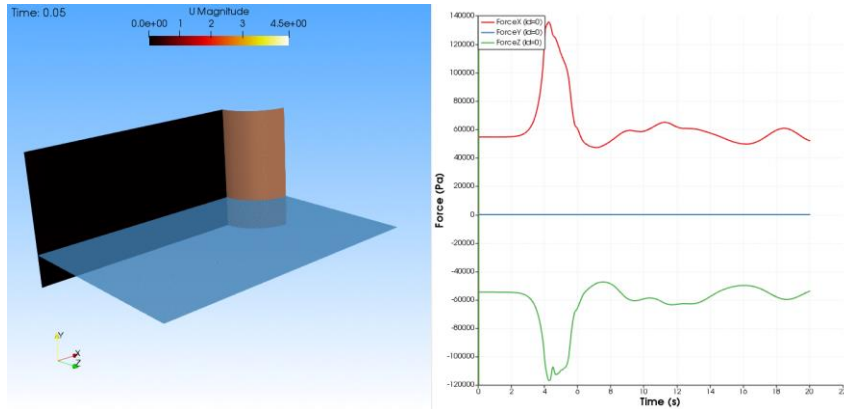 Time: 0.05
U Magnitude
0.0e+00 1 2 3 4.5e+00
Y
X
Z
ForceX (id=0)
ForceY (id=0)
ForceZ (id=0)
140000
120000
100000
80000
60000
40000
20000
0
-20000
-40000
-60000
-80000
-100000
-120000
Force (Pa)
0 2 4 6 8 10 12 14 16 18 20 22
Time (s)